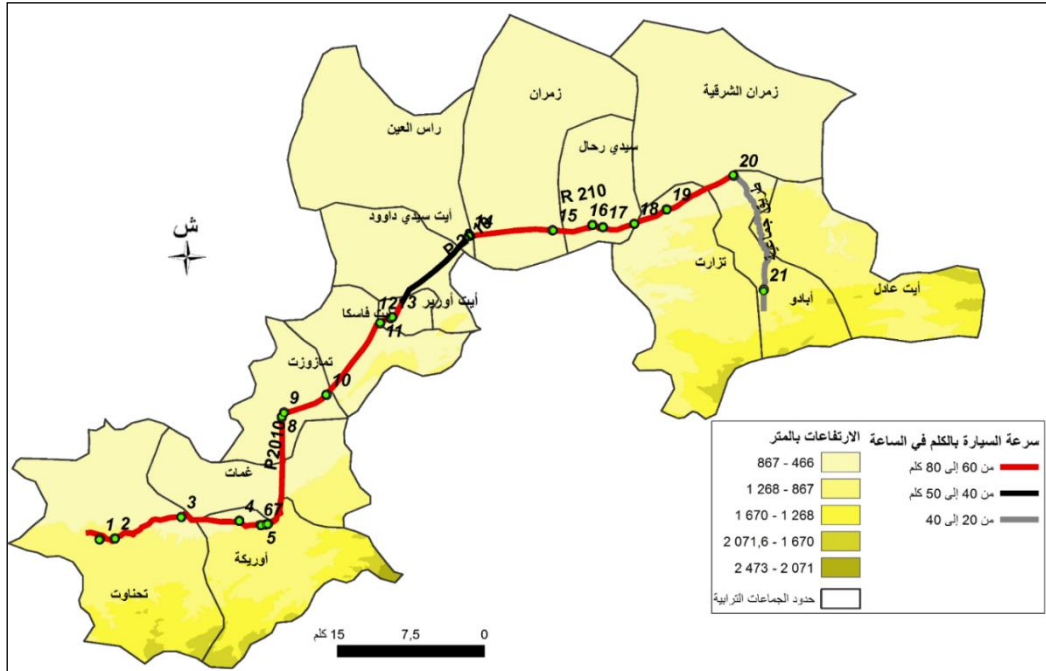 زمران الشرقية
زمران
راس العين
سيدي رحال
20
R 210
19
18
17
16
15
14
أيت سيدي داوود
ش
21
تزارت
أبادو
أيت عادل
أيت أورير
12
11
تمازوزت
10
9
8
P2010
غمات
3
4
67
5
1
2
أوريكة
تحناوت
الارتفاعات بالمتر
867 - 466
1 268 - 867
1 670 - 1 268
2 071,6 - 1 670
2 473 - 2 071
حدود الجماعات الترابية
سرعة السيارة بالكلم في الساعة
من 60 إلى 80 كلم
من 40 إلى 50 كلم
من 20 إلى 40
15 كلم
7,5
0